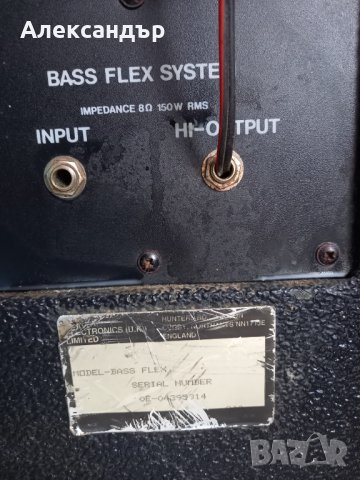 Александър
BASS FLEX SYSTE
IMPEDANCE 8Ω 150W RMS
INPUT
HI-OUTPUT
ELECTRONICS (U.K.)
LIMITED
ENGLAND
MODEL-BASS FLEX
SERIAL NUMBER
BAZAR